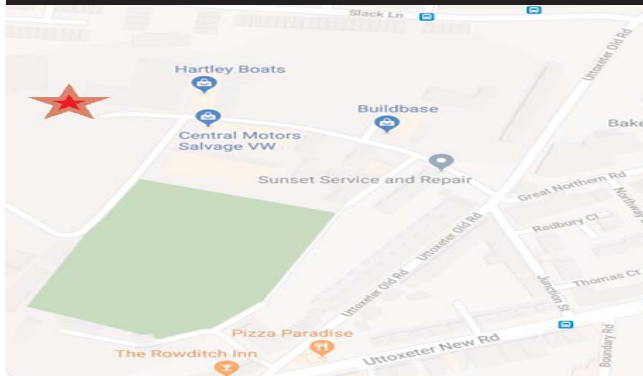 Slack Ln
Uttoxeter Old Rd
Hartley Boats
Buildbase
Central Motors
Salvage VW
Sunset Service and Repair
Great Northern Rd
Redbury Cl
Uttoxeter Old Rd
Uttoxeter Old Rd
Thomas Ct
Junction St
Pizza Paradise
The Rowditch Inn
Uttoxeter New Rd
Boundary Rd